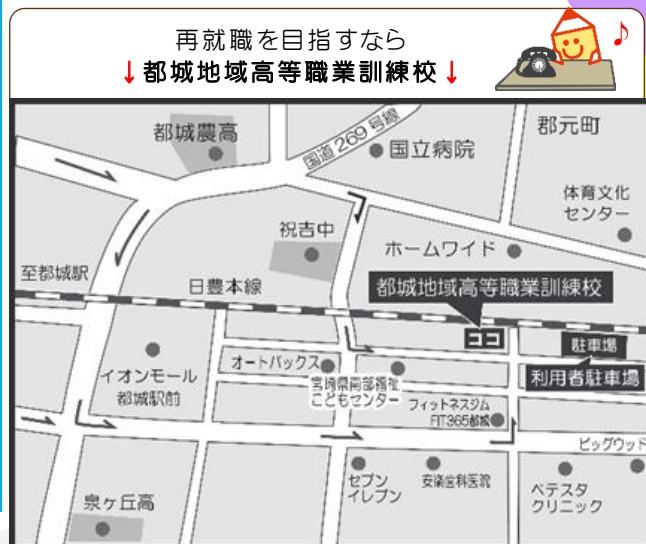 再就職を目指すなら
↓都城地域高等職業訓練校↓
♪
都城農高
国道269号線
国立病院
郡元町
体育文化
センター
祝吉中
ホームワイド
至都城駅
日豊本線
都城地域高等職業訓練校
駐車場
利用者駐車場
オートバックス
イオンモール
都城駅前
宮崎県南部福祉
こどもセンター
フィットネスジム
FIT365都城
ビッグウッド
セブン
イレブン
安楽歯科医院
ベテスタ
クリニック
泉ヶ丘高